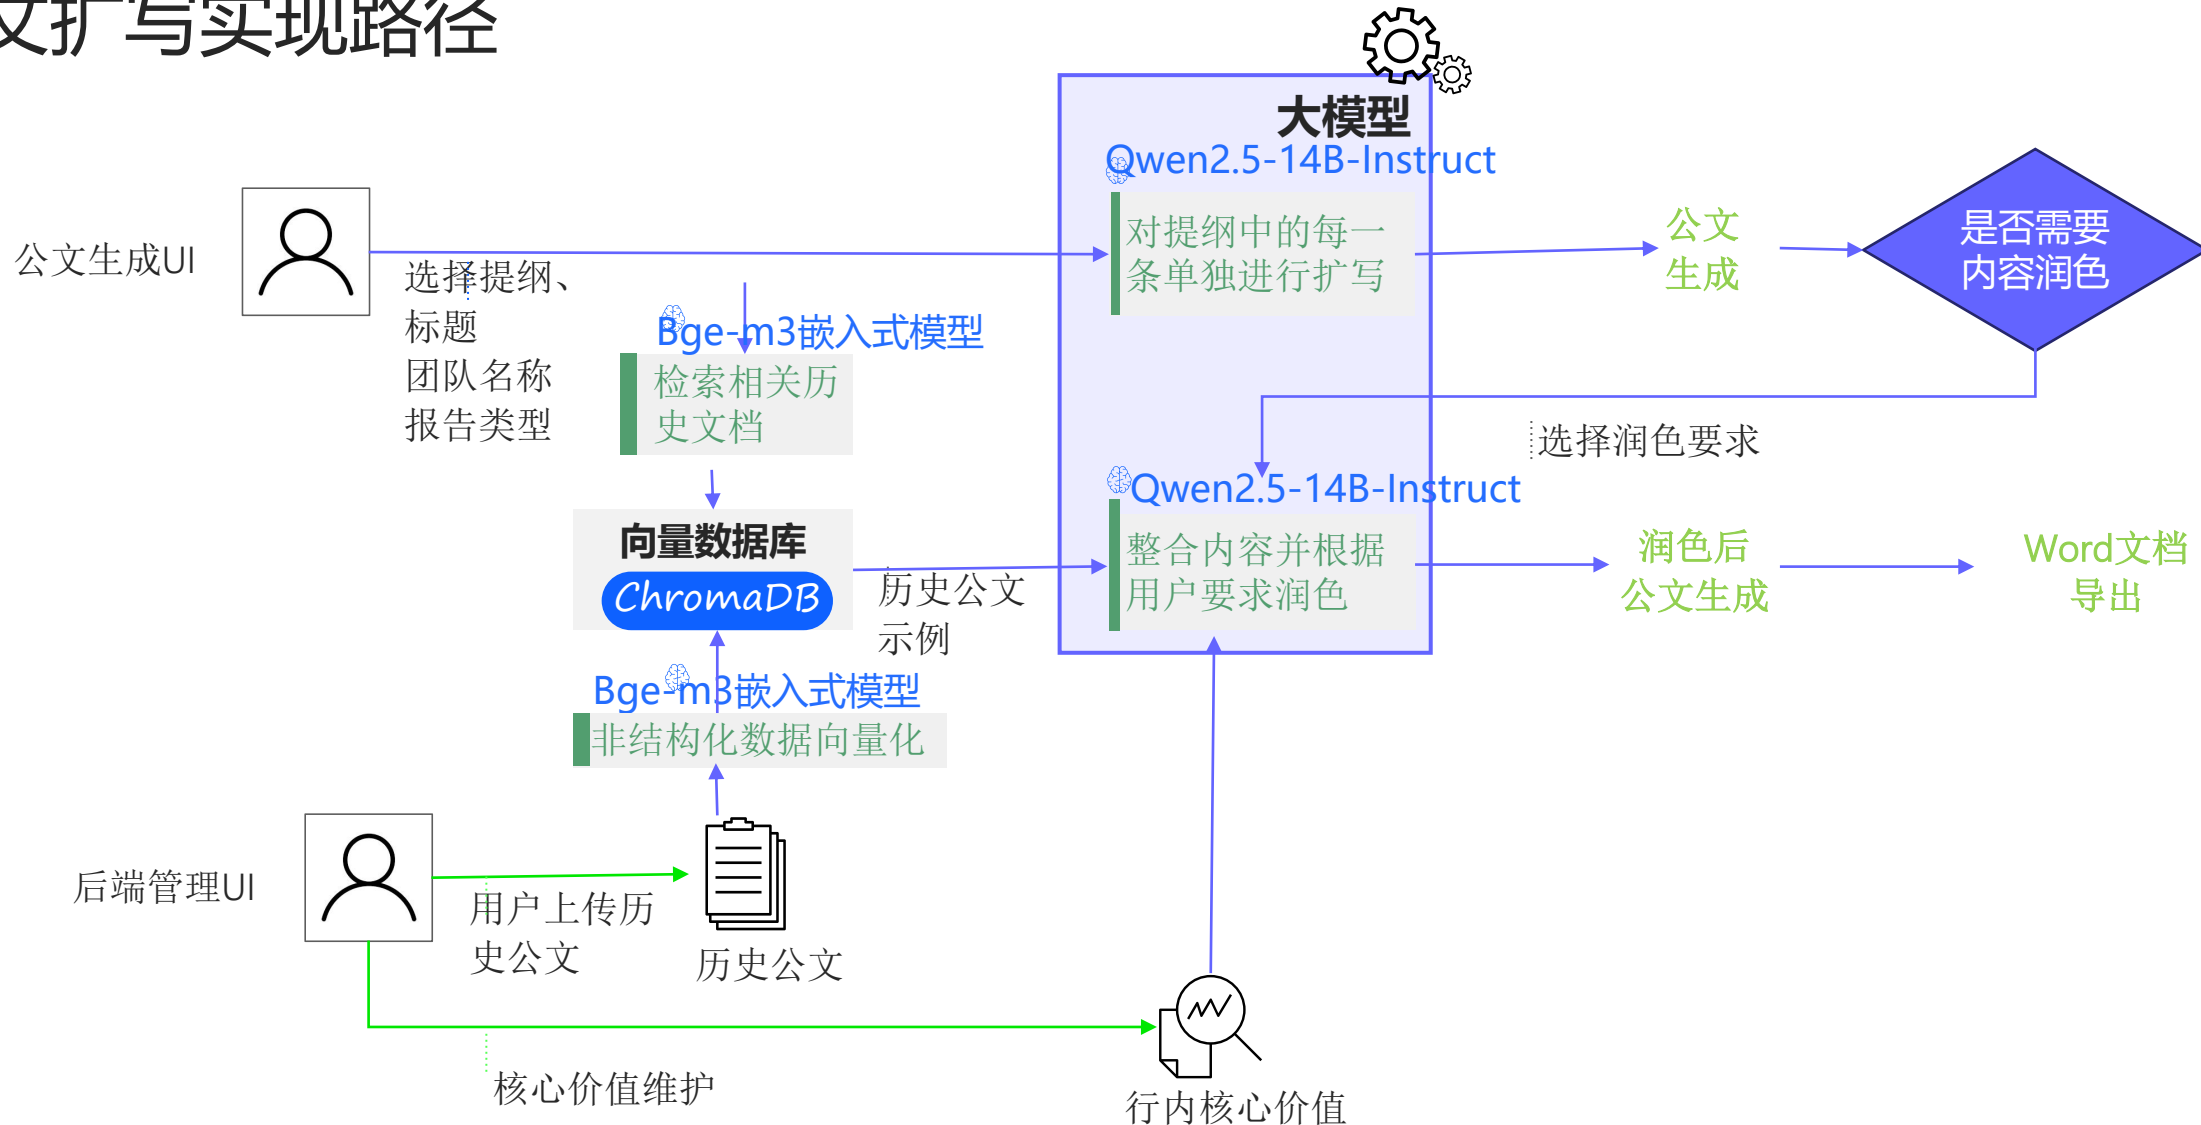 文扩写实现路径
大模型
Qwen2.5-14B-Instruct
公文生成UI
选择提纲、
标题
团队名称
报告类型
对提纲中的每一
条单独进行扩写
公文
生成
是否需要
内容润色
Bge-m3嵌入式模型
检索相关历
史文档
选择润色要求
向量数据库
ChromaDB
历史公文
示例
Qwen2.5-14B-Instruct
整合内容并根据
用户要求润色
润色后
公文生成
Word文档
导出
Bge-m3嵌入式模型
非结构化数据向量化
后端管理UI
用户上传历
史公文
历史公文
核心价值维护
行内核心价值